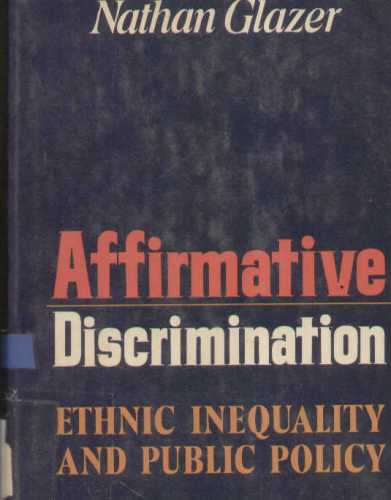 Nathan Glazer
Affirmative
Discrimination
ETHNIC INEQUALITY
AND PUBLIC POLICY